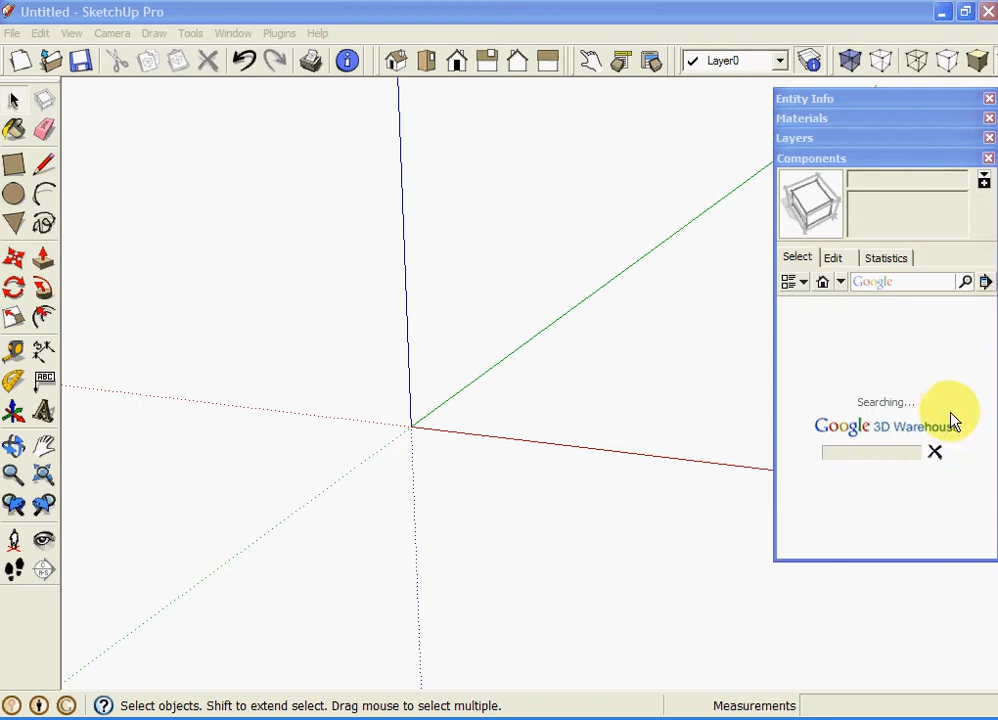 Untitled - SketchUp Pro
File Edit View Camera Draw Tools Window Plugins Help
Layer0
Entity Info
Materials
Layers
Components
Select Edit Statistics
Google
Searching...
Google 3D Warehouse
ABC
A
Select objects. Shift to extend select. Drag mouse to select multiple.
Measurements